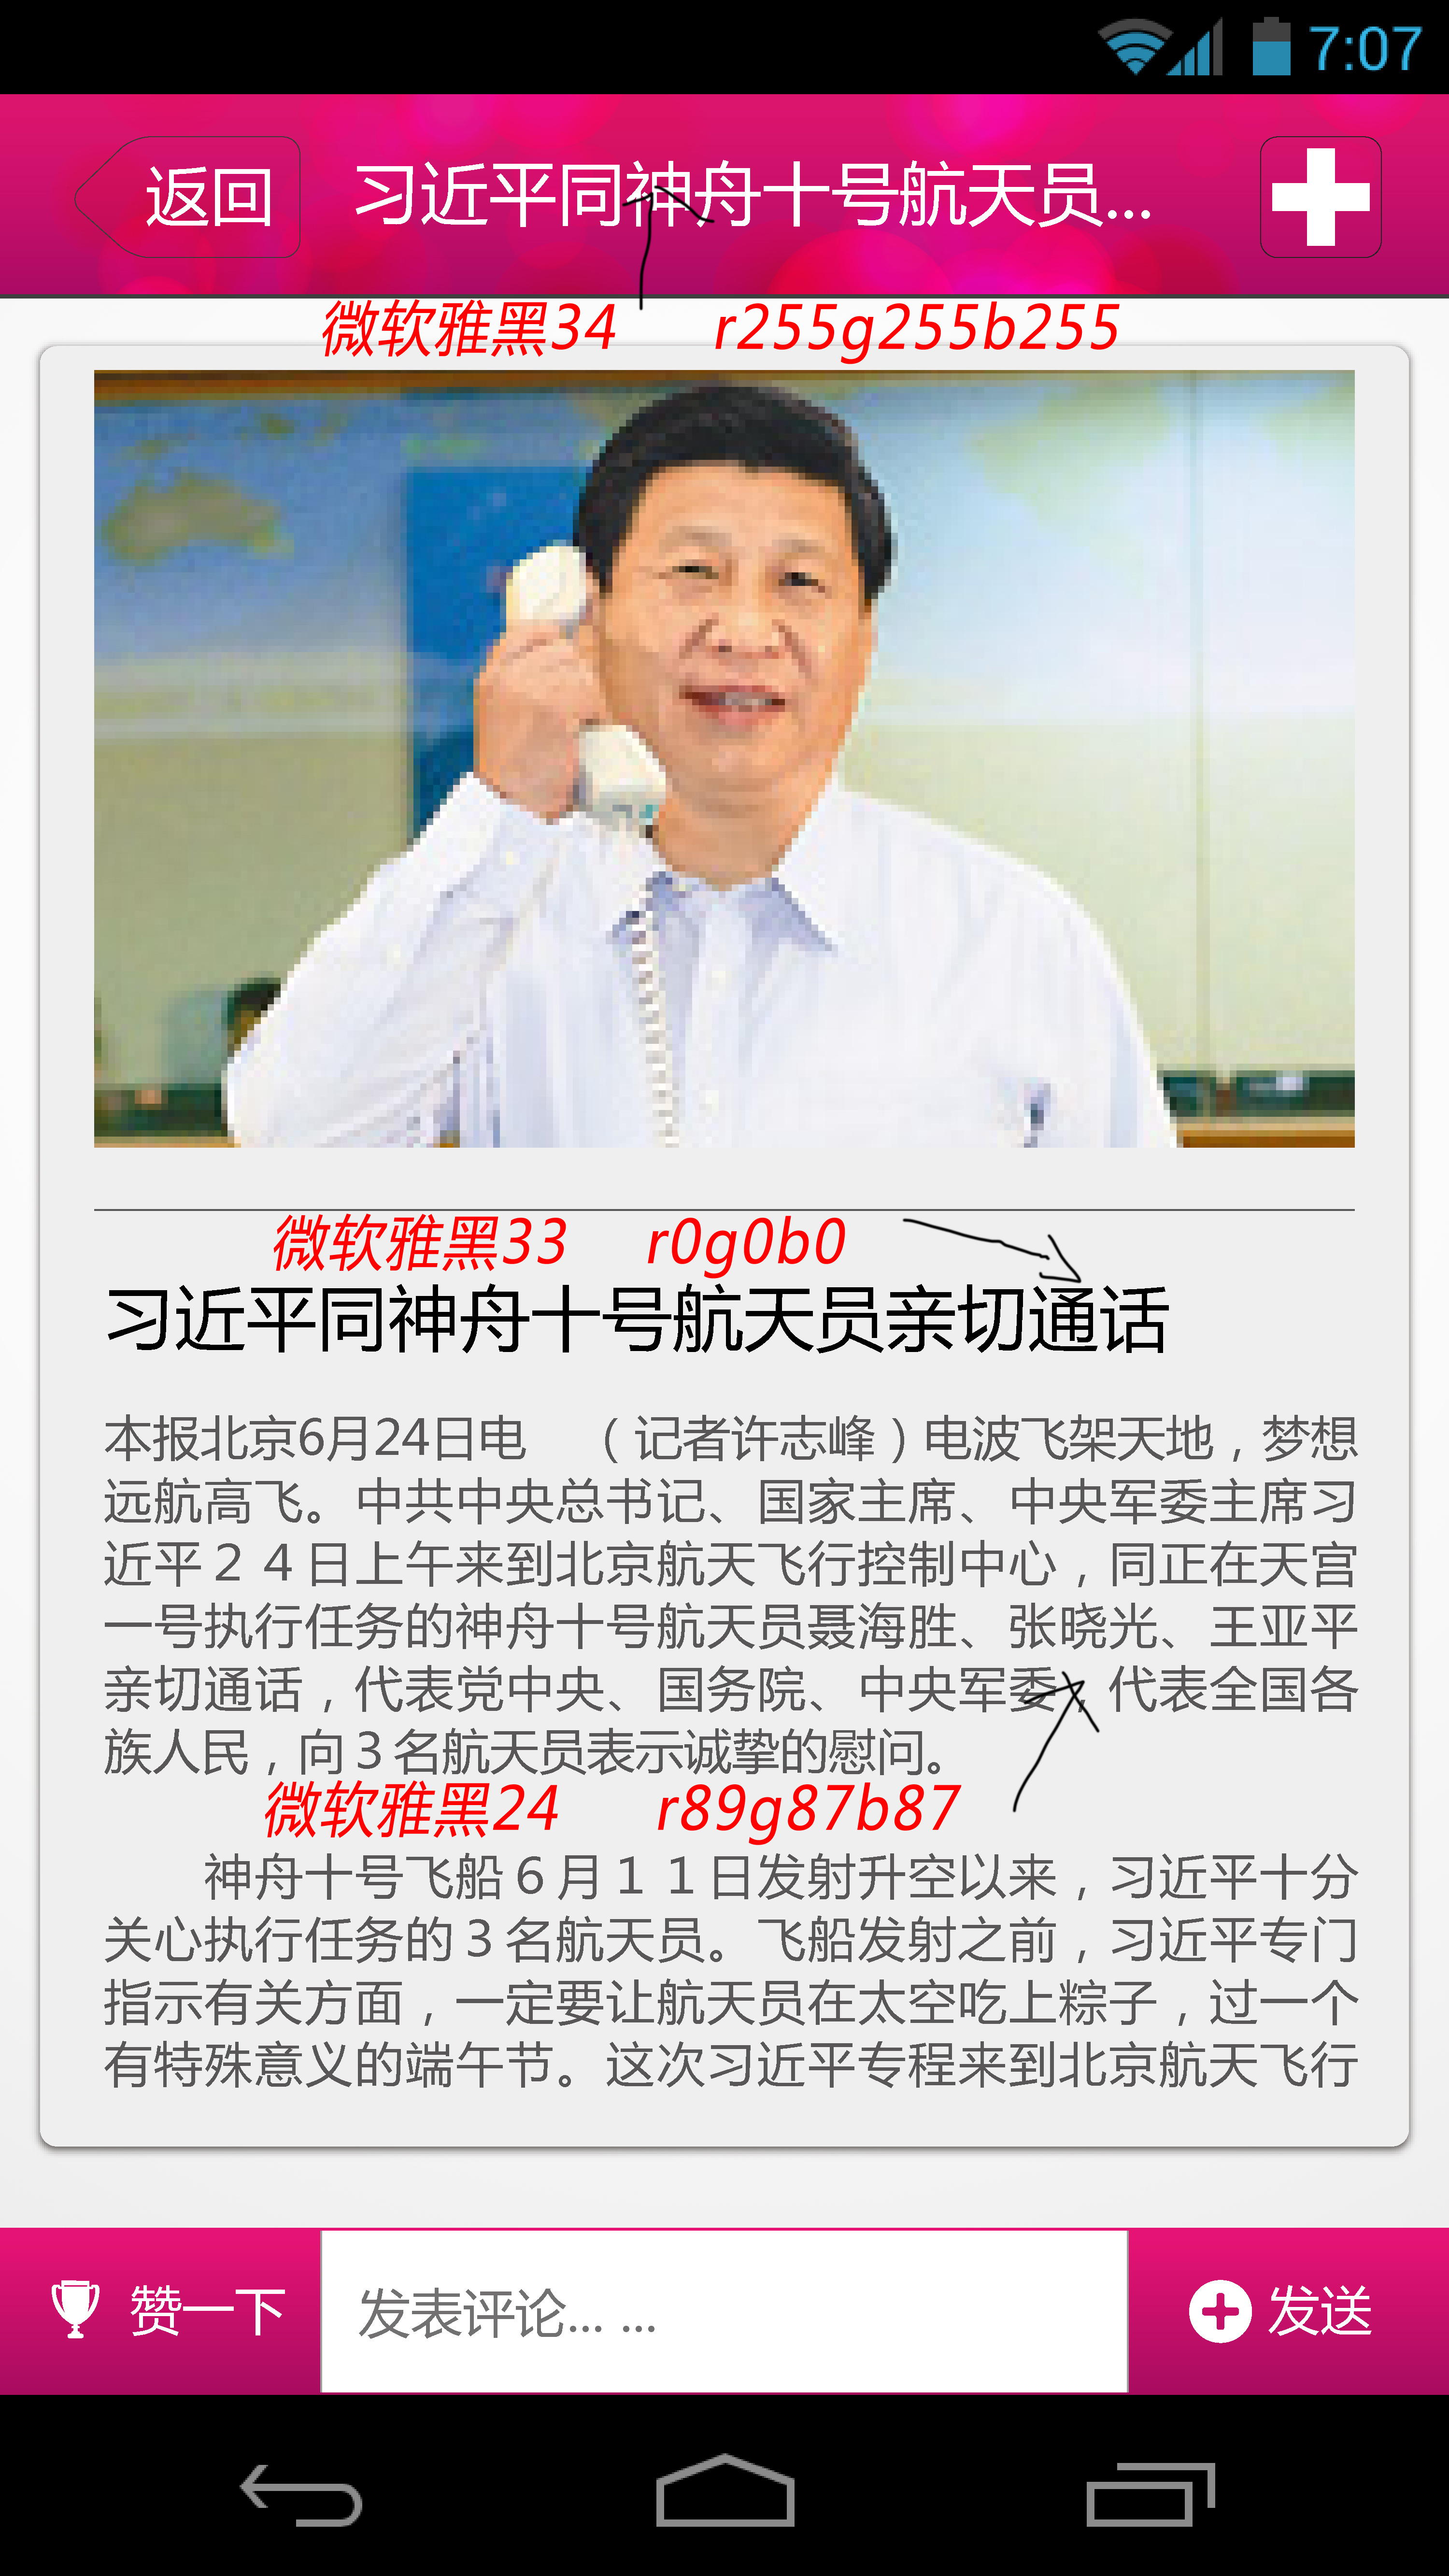 7:07
返回
习近平同神舟十号航天员...
微软雅黑34 r255g255b255
微软雅黑33 r0g0b0
习近平同神舟十号航天员亲切通话
本报北京6月24日电　（记者许志峰）电波飞架天地，梦想
远航高飞。中共中央总书记、国家主席、中央军委主席习
近平２４日上午来到北京航天飞行控制中心，同正在天宫
一号执行任务的神舟十号航天员聂海胜、张晓光、王亚平
亲切通话，代表党中央、国务院、中央军委，代表全国各
族人民，向３名航天员表示诚挚的慰问。
微软雅黑24 r89g87b87
　　神舟十号飞船６月１１日发射升空以来，习近平十分
关心执行任务的３名航天员。飞船发射之前，习近平专门
指示有关方面，一定要让航天员在太空吃上粽子，过一个
有特殊意义的端午节。这次习近平专程来到北京航天飞行
赞一下
发表评论... ...
发送